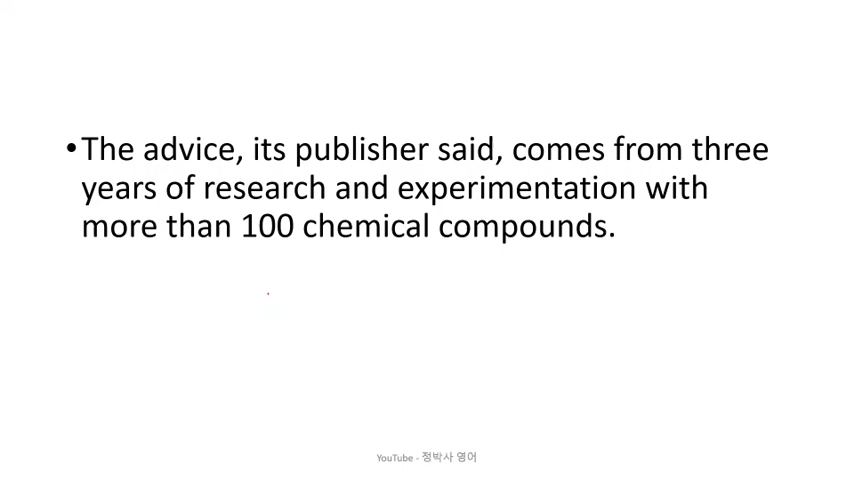 •The advice, its publisher said, comes from three
years of research and experimentation with
more than 100 chemical compounds.
YouTube - 정박사 영어